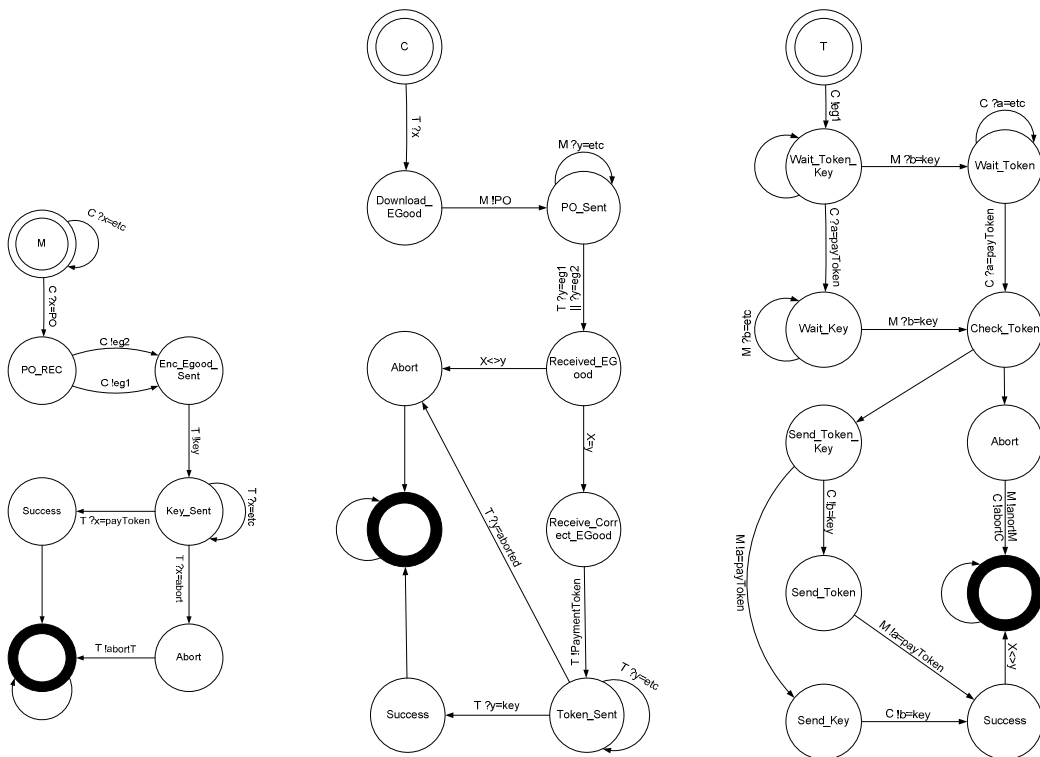 M
C ?x=etc
C ?x=PO
PO_REC
C !eg2
C !eg1
Enc_Egood_
Sent
T !key
Key_Sent
T ?x=etc
T ?x=payToken
Success
T ?x=abort
Abort
T !abortT
C
T ?x
Download_
EGood
M !PO
M ?y=etc
PO_Sent
T ?y=eg1
|| ?y=eg2
Received_EG
ood
X<>y
Abort
X=y
Receive_Corr
ect_EGood
T ?y=aborted
T !PaymentToken
Token_Sent
T ?y=etc
T ?y=key
Success
T
C !eg1
Wait_Token_
Key
M ?b=key
C ?a=etc
Wait_Token
C ?a=payToken
C ?a=payToken
M ?b=etc
Wait_Key
M ?b=key
Check_Token
Send_Token_
Key
Abort
C !b=key
M !a=payToken
M !anortM
C !abortC
Send_Token
M !a=payToken
X<>y
Send_Key
C !b=key
Success